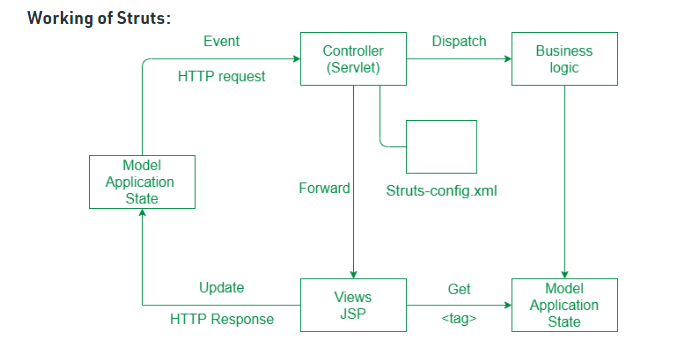 Working of Struts:
Event
HTTP request
Controller
(Servlet)
Dispatch
Business
logic
Model
Application
State
Forward
Struts-config.xml
Update
HTTP Response
Views
JSP
Get
<tag>
Model
Application
State